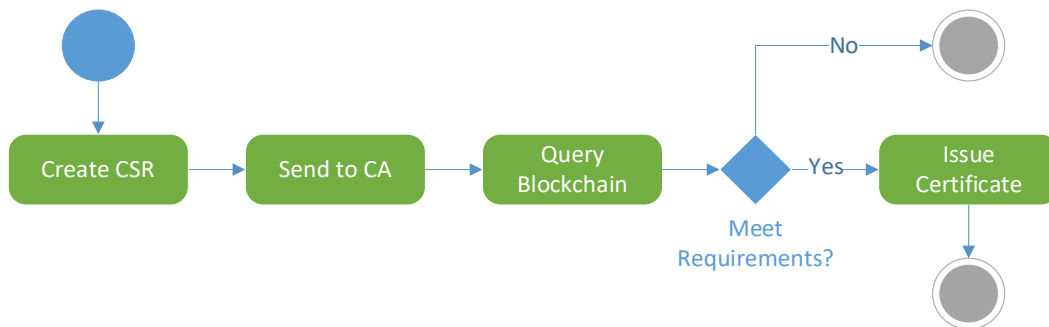 No
Create CSR
Send to CA
Query
Blockchain
Yes
Issue
Certificate
Meet
Requirements?